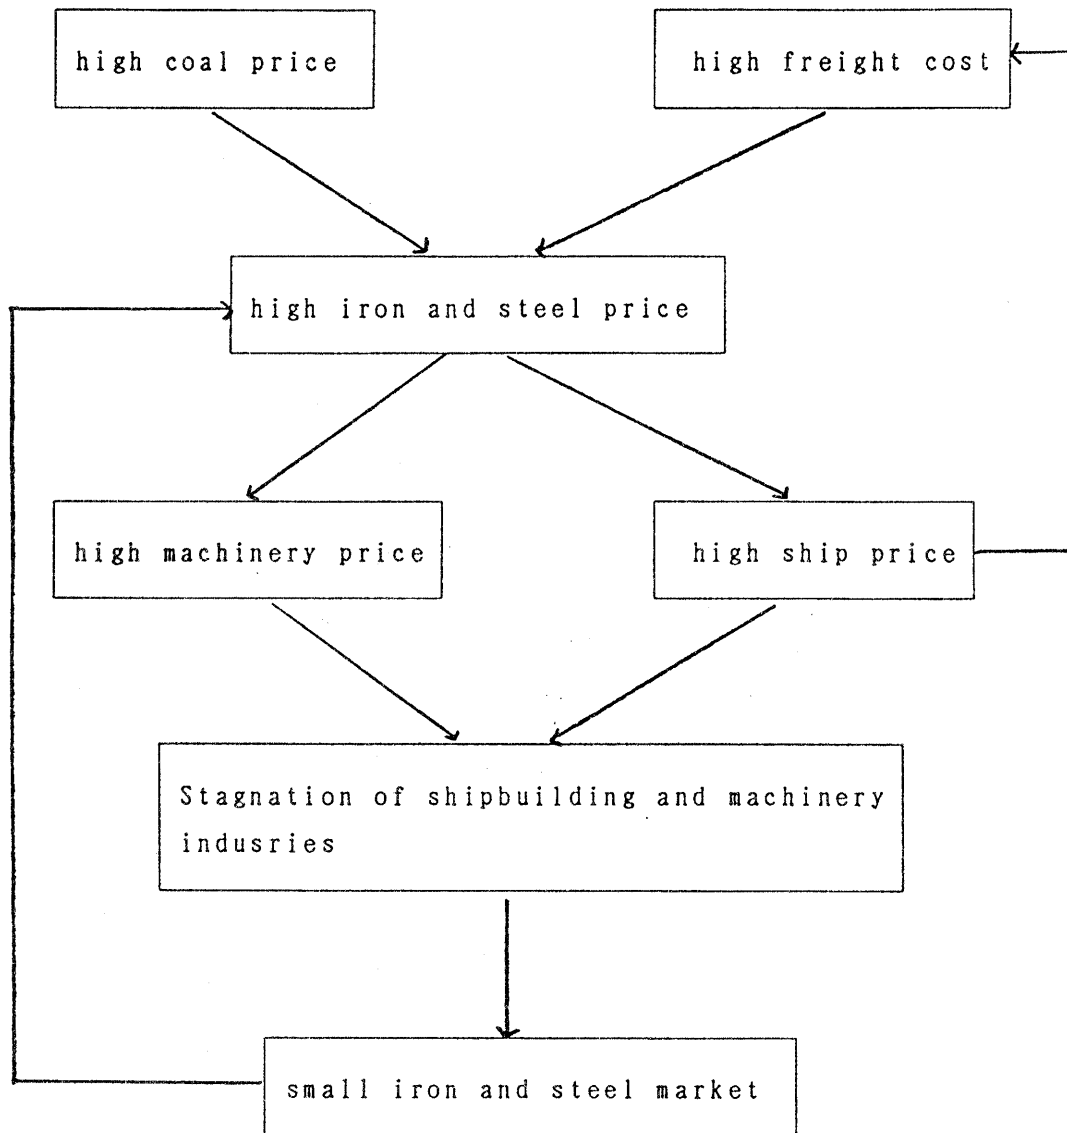 high coal price
high freight cost
high iron and steel price
high machinery price
high ship price
Stagnation of shipbuilding and machinery
indusries
small iron and steel market